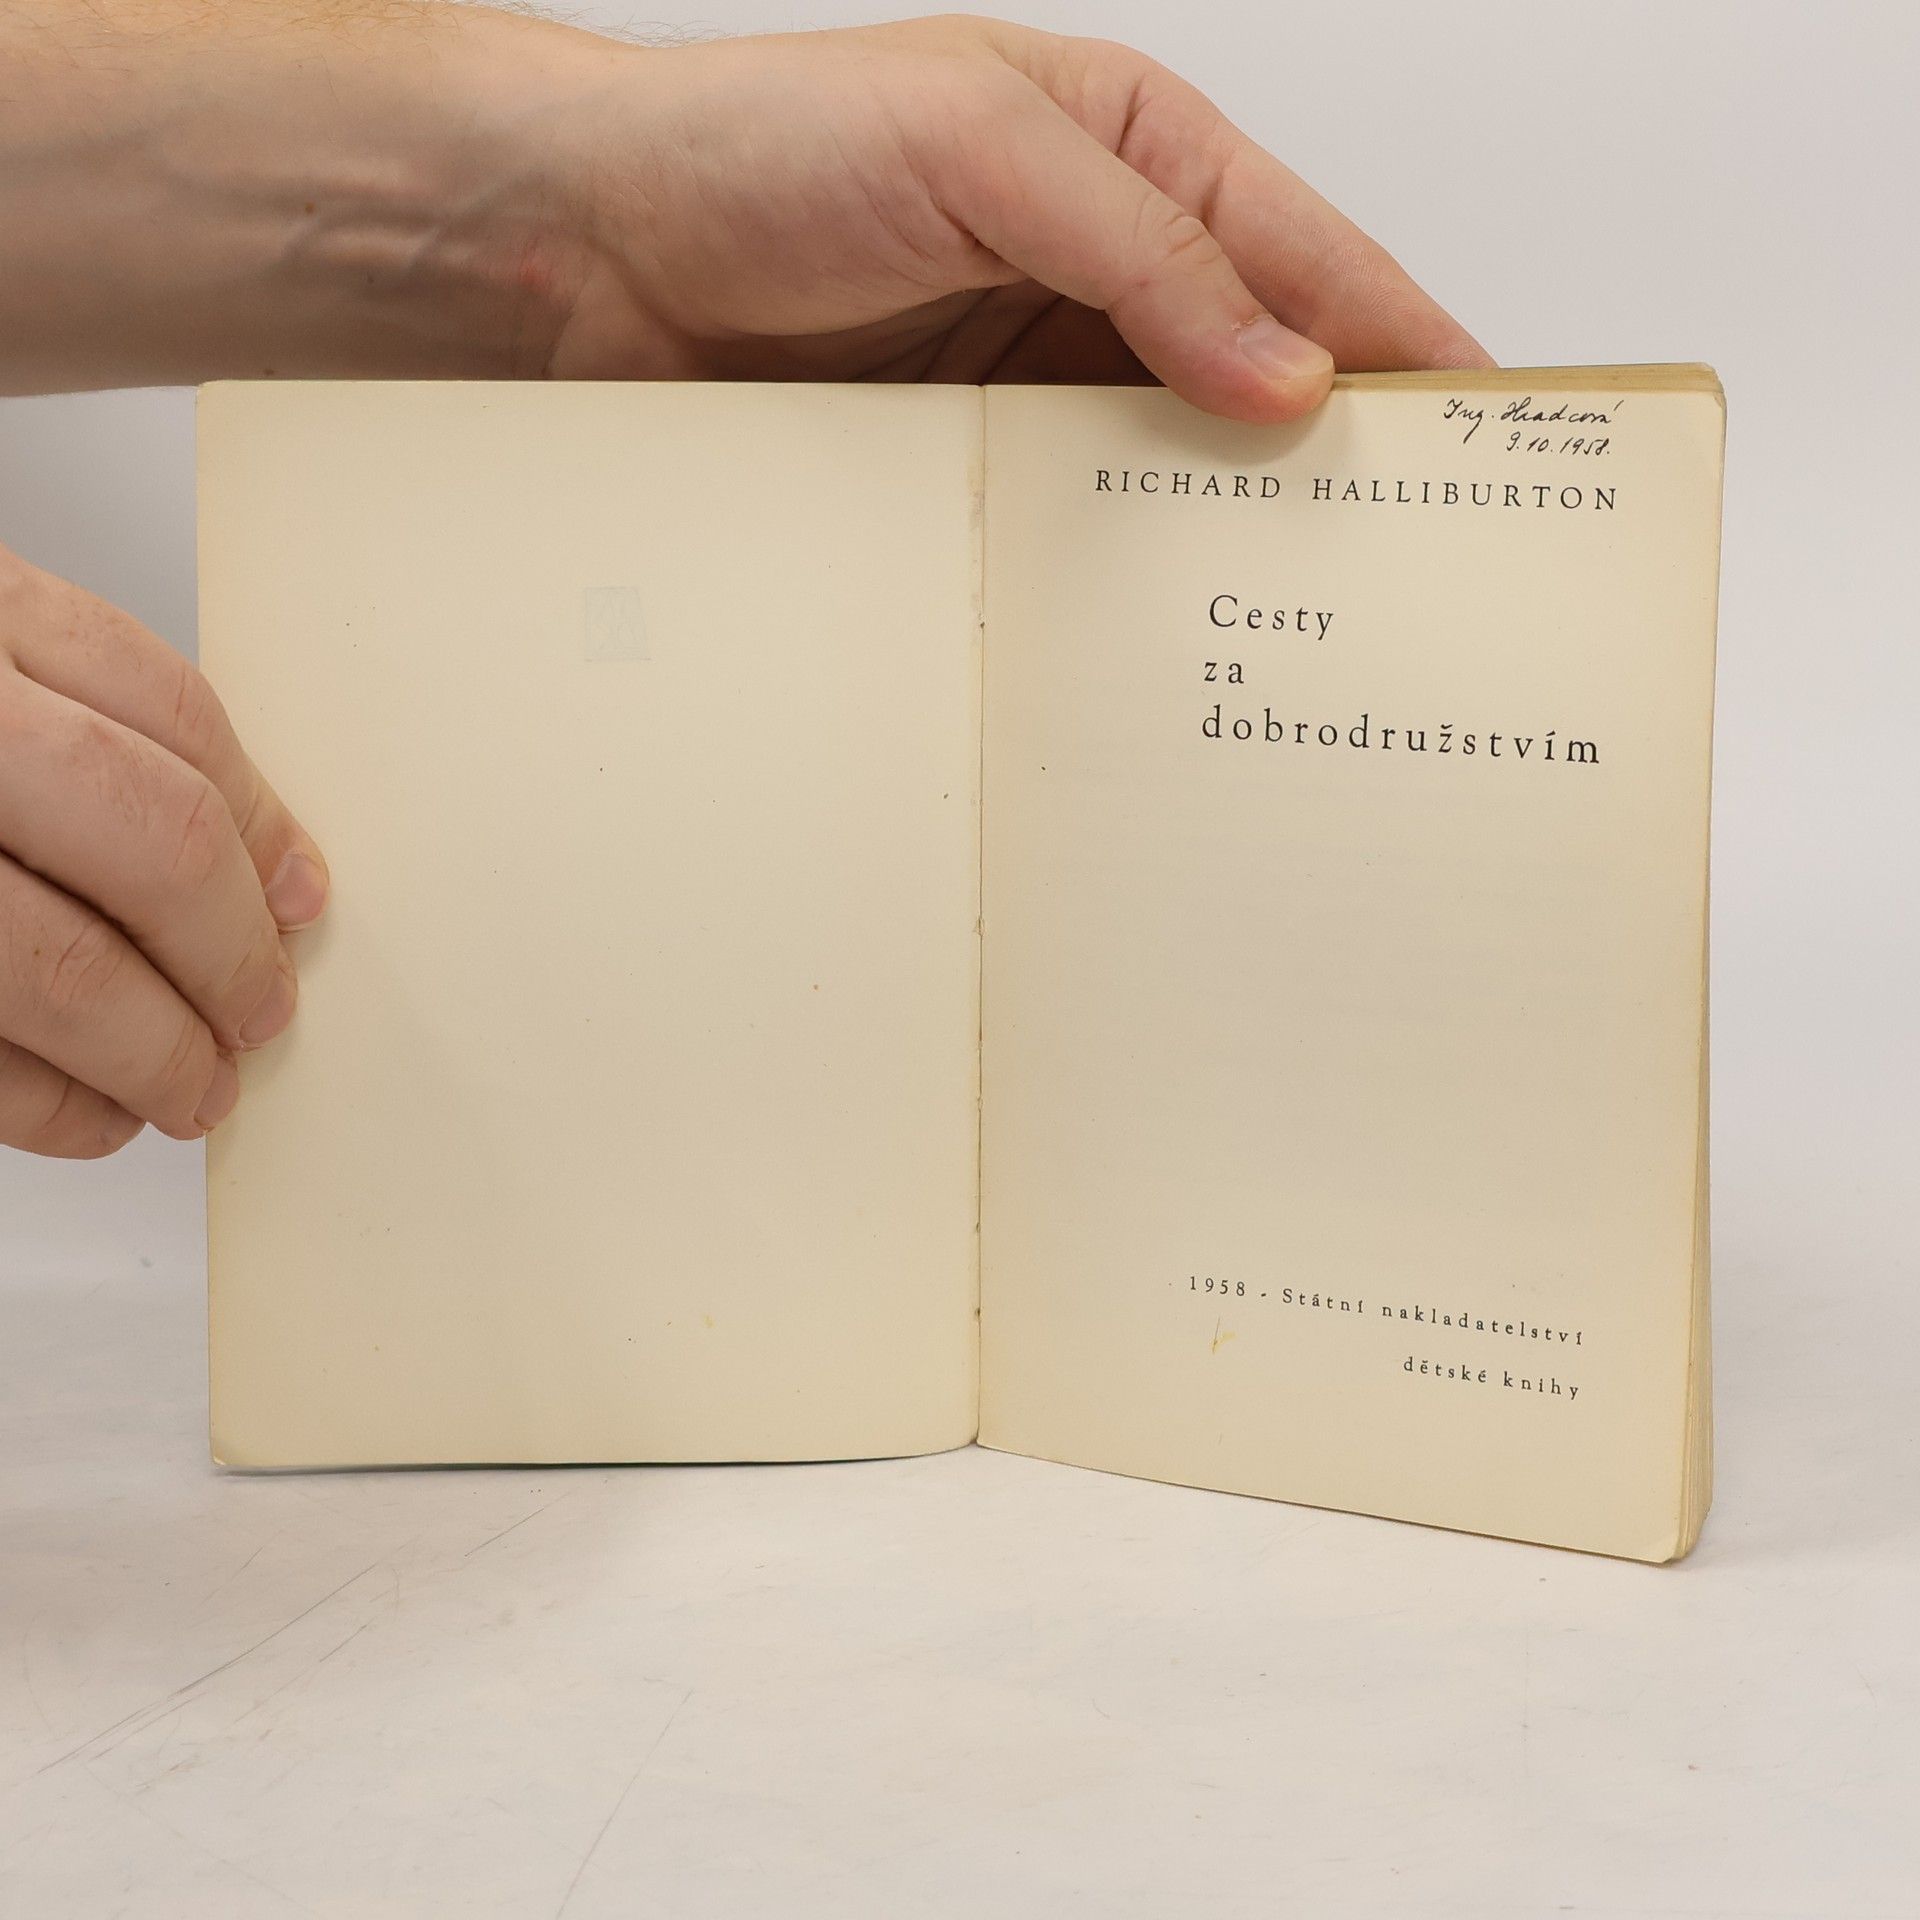 Ing. Hradcová
9.10.1958.
RICHARD HALLIBURTON
Cesty
za
dobrodružstvím
1958 - Státní nakladatelství
dětské knihy